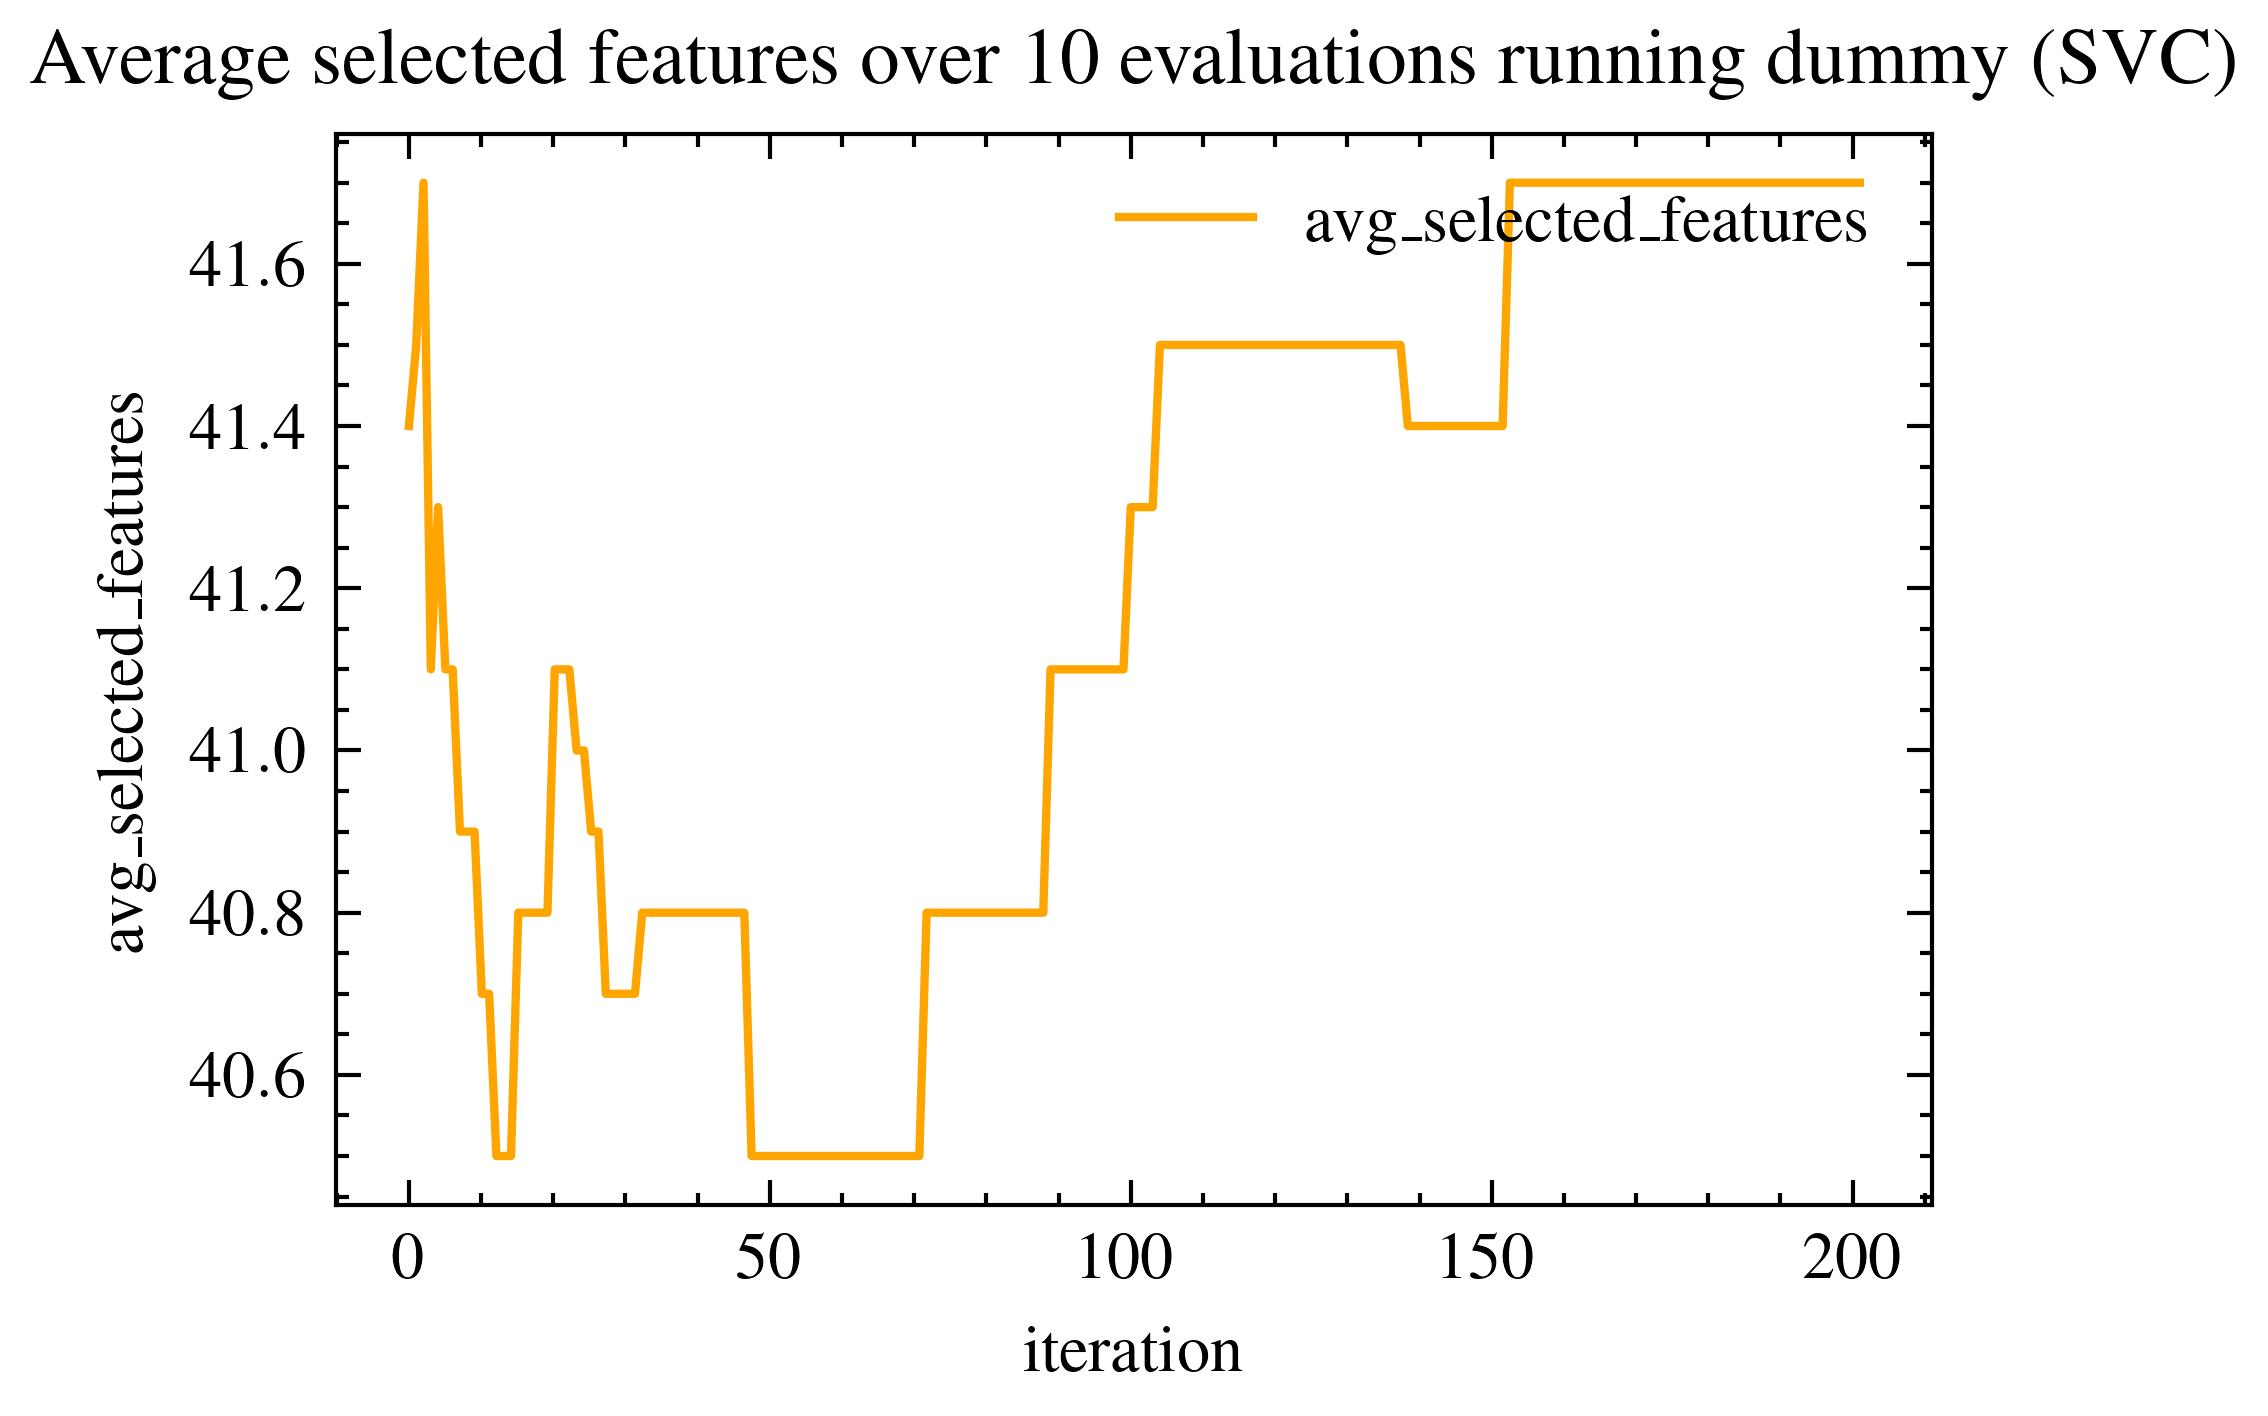 Average selected features over 10 evaluations running dummy (SVC)
avg_selected_features
avg_selected_features
41.6
41.4
41.2
41.0
40.8
40.6
0 50 100 150 200
iteration